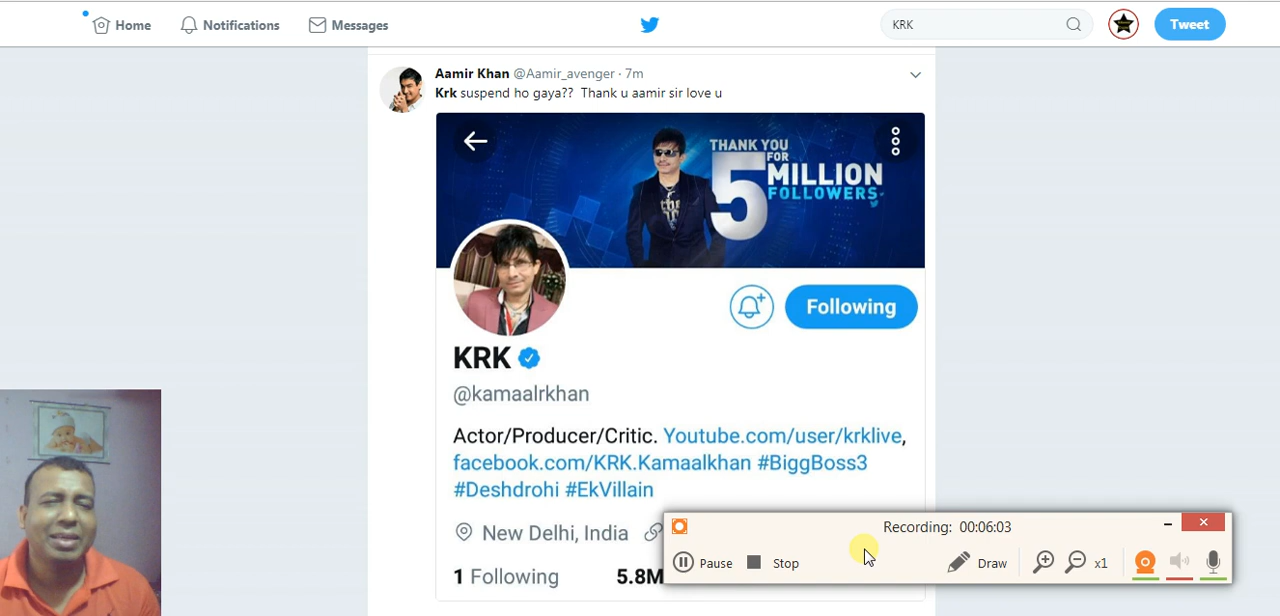 Home Notifications Messages KRK Tweet
Aamir Khan @Aamir_avenger · 7m
Krk suspend ho gaya?? Thank u aamir sir love u
THANK YOU
FOR
5 MILLION
FOLLOWERS
Following
KRK
@kamaalrkhan
Actor/Producer/Critic. Youtube.com/user/krklive,
facebook.com/KRK.Kamaalkhan #BiggBoss3
#Deshdrohi #EkVillain
New Delhi, India
Recording: 00:06:03
Pause Stop Draw x1
1 Following 5.8M